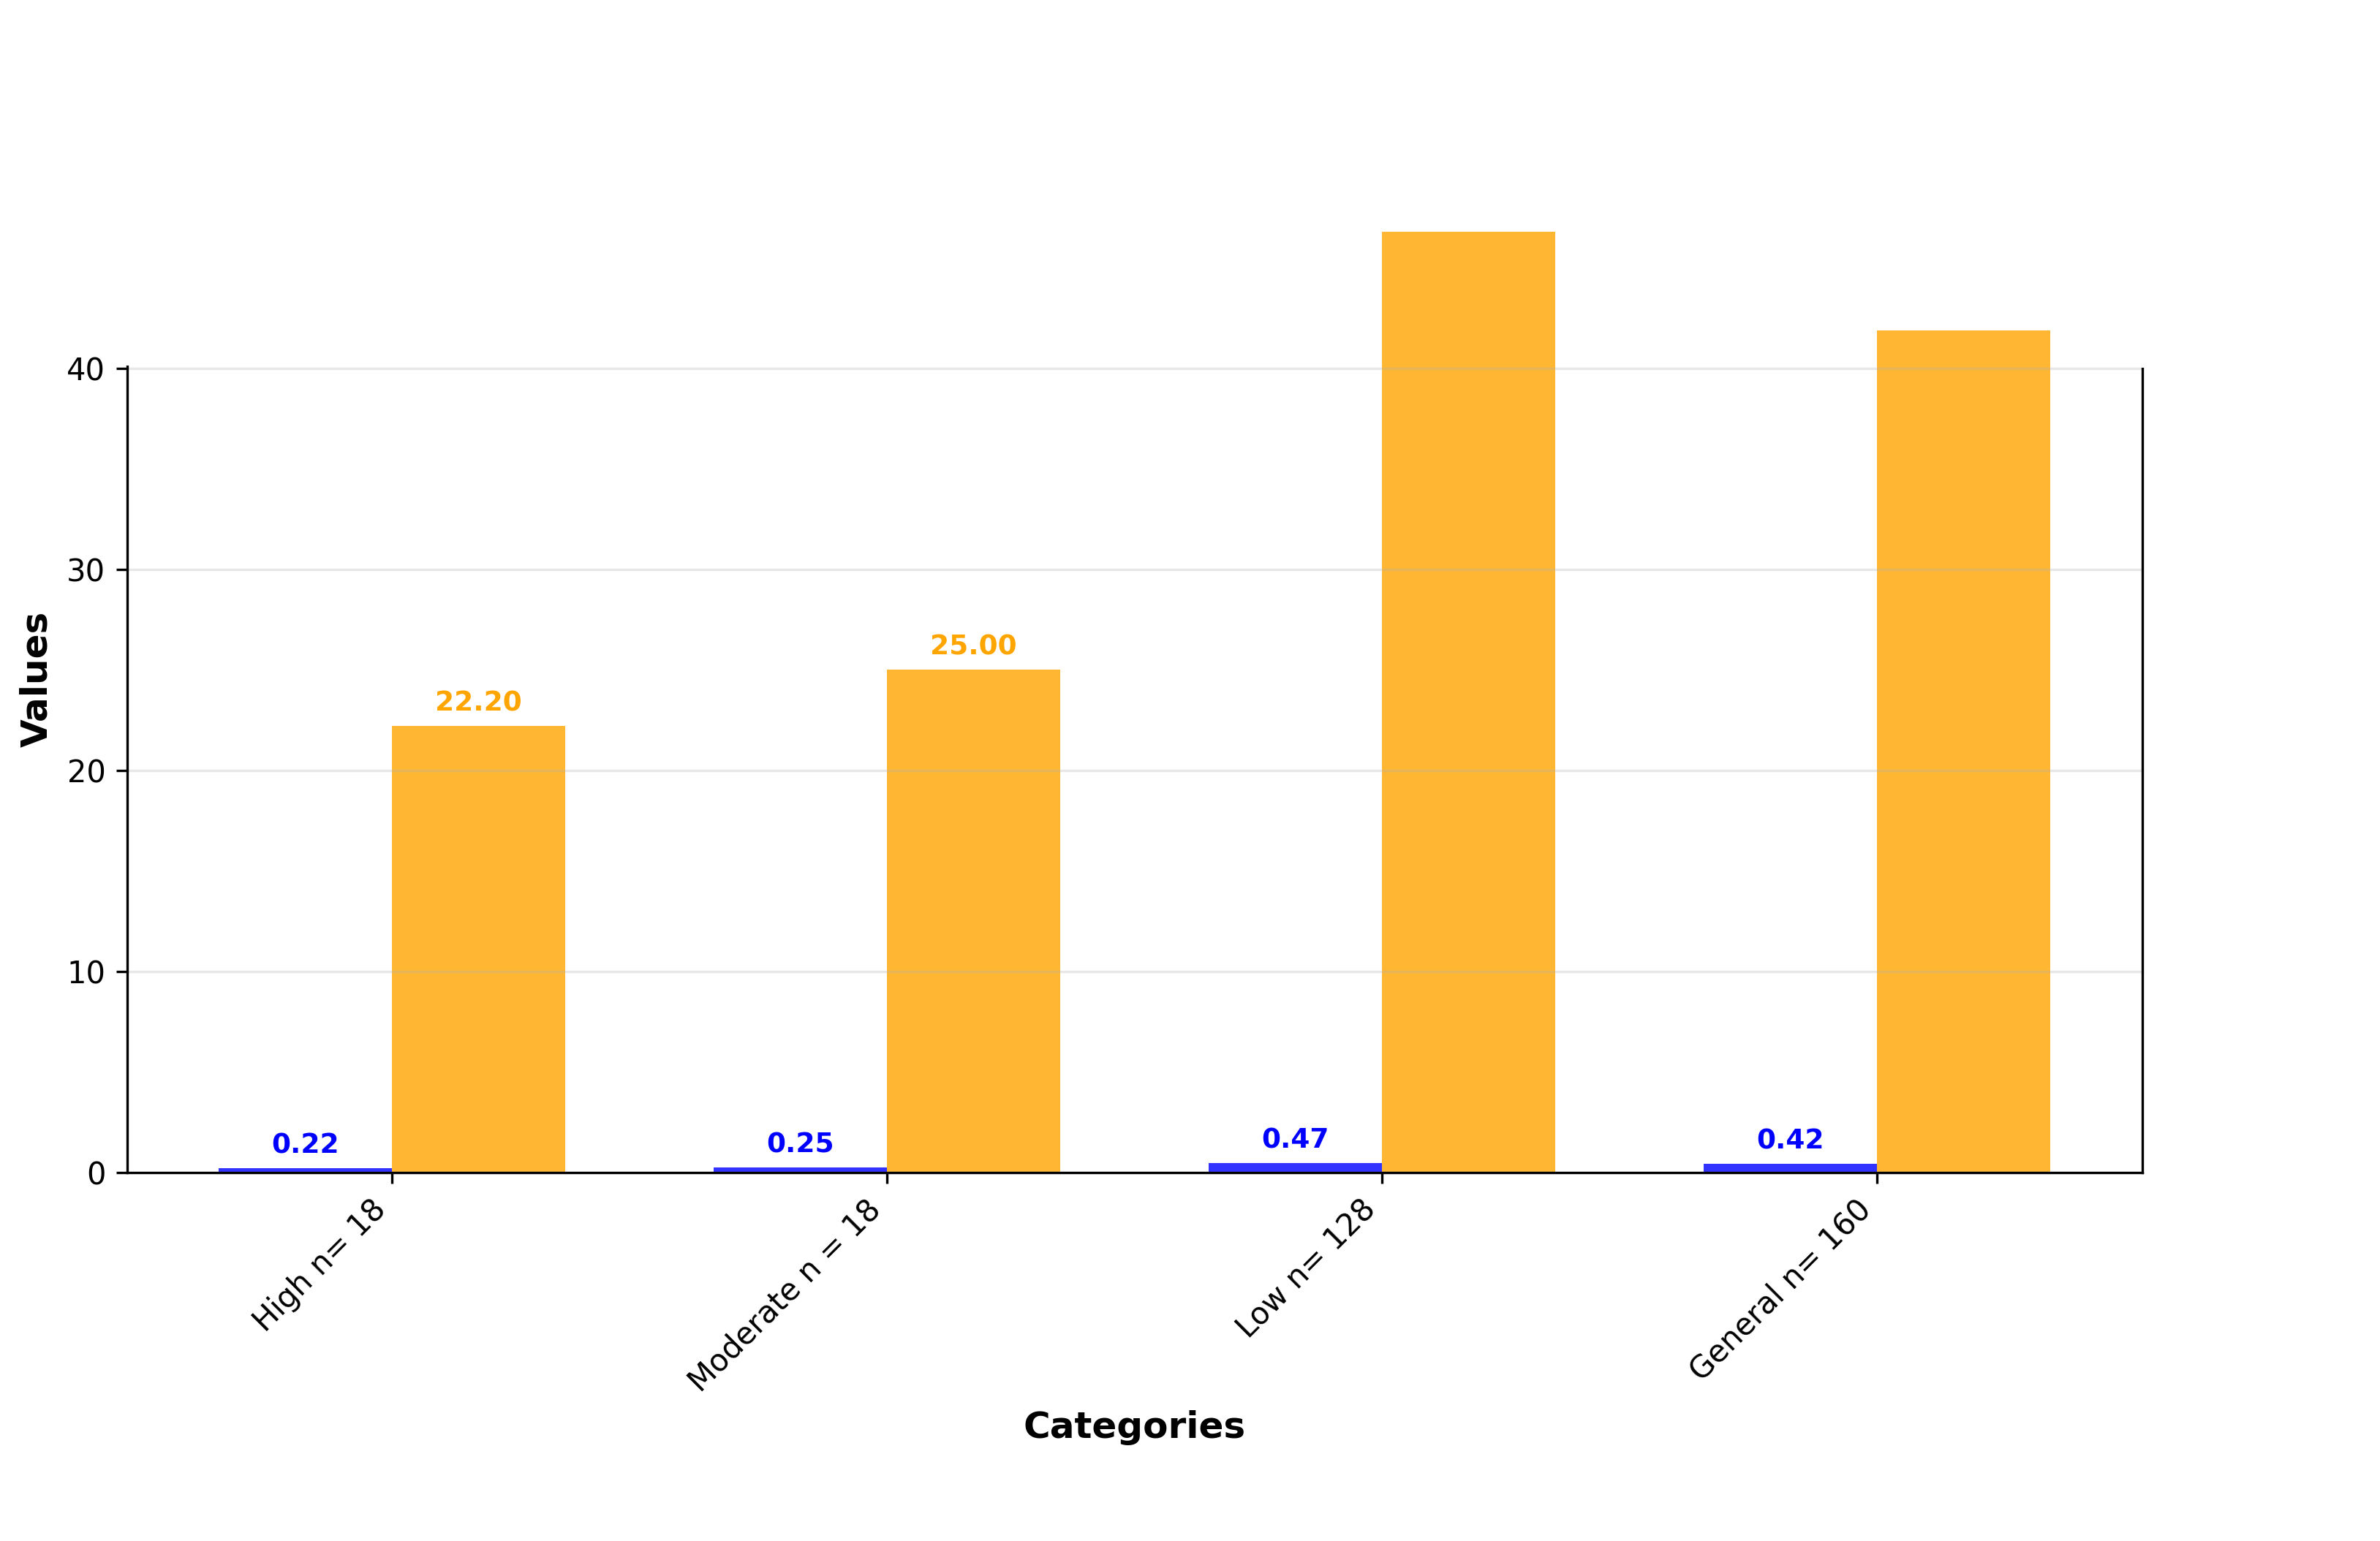 40
30
20
10
0
Values
22.20
25.00
0.22
0.25
0.47
0.42
High n= 18
Moderate n = 18
Low n= 128
General n= 160
Categories